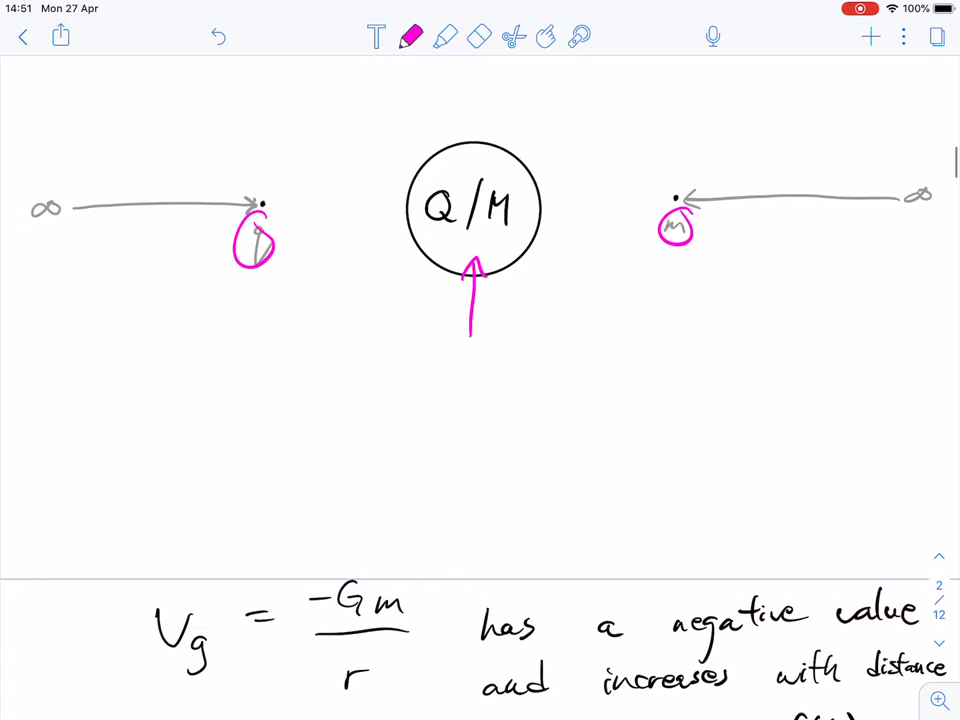 14:51 Mon 27 Apr
100%
T
∞ Q/M ∞
q m
2
/
12
Vg = -Gm / r has a negative value
and increases with distance